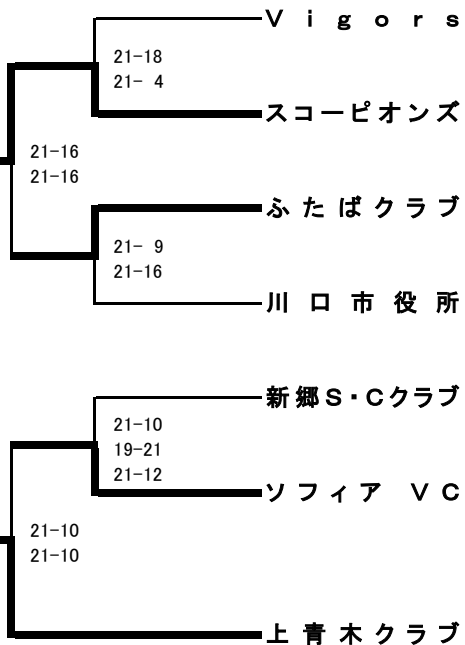 Ｖｉｇｏｒｓ
21-18
21- 4
スコーピオンズ
21-16
21-16
ふたばクラブ
21- 9
21-16
川口市役所
新郷Ｓ・Ｃクラブ
21-10
19-21
21-12
ソフィア ＶＣ
21-10
21-10
上青木クラブ